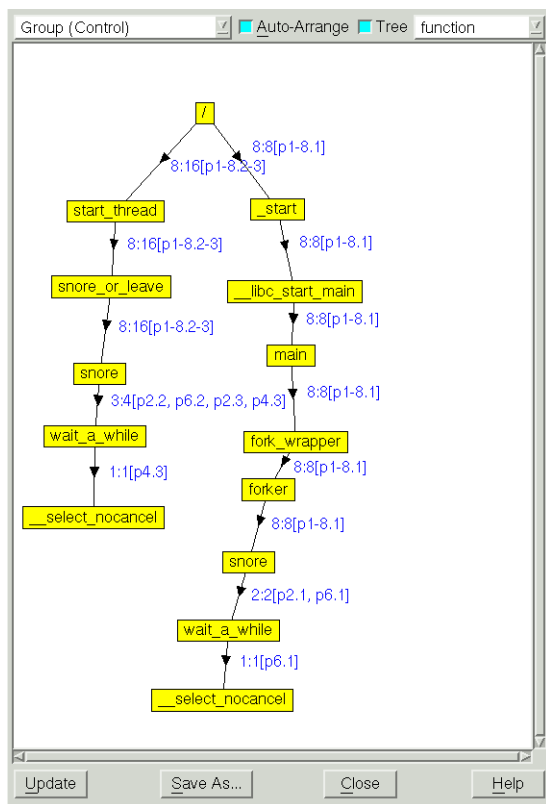 Group (Control) Auto-Arrange Tree function
/
8:8[p1-8.1]
8:16[p1-8.2-3]
start_thread _start
8:16[p1-8.2-3] 8:8[p1-8.1]
snore_or_leave __libc_start_main
8:16[p1-8.2-3] 8:8[p1-8.1]
main
snore
8:8[p1-8.1]
3:4[p2.2, p6.2, p2.3, p4.3]
wait_a_while fork_wrapper
1:1[p4.3] 8:8[p1-8.1]
forker
__select_nocancel 8:8[p1-8.1]
snore
2:2[p2.1, p6.1]
wait_a_while
1:1[p6.1]
__select_nocancel
Update Save As... Close Help